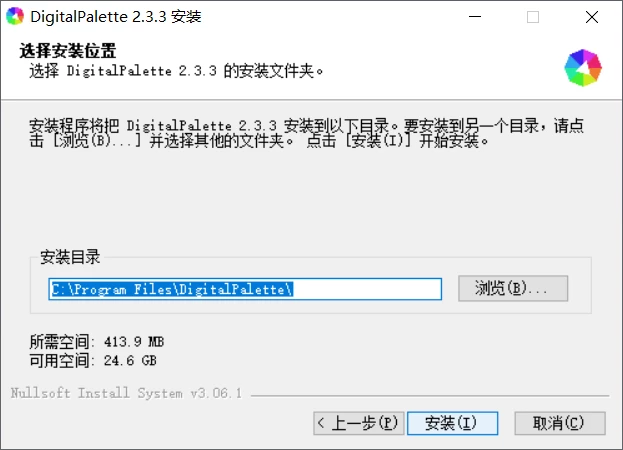 DigitalPalette 2.3.3 安装
选择安装位置
选择 DigitalPalette 2.3.3 的安装文件夹。
安装程序将把 DigitalPalette 2.3.3 安装到以下目录。要安装到另一个目录，请点
击 [浏览(B)...] 并选择其他的文件夹。 点击 [安装(I)] 开始安装。
安装目录
C:\Program Files\DigitalPalette\
浏览(B)...
所需空间: 413.9 MB
可用空间: 24.6 GB
Nullsoft Install System v3.06.1
< 上一步(P)
安装(I)
取消(C)